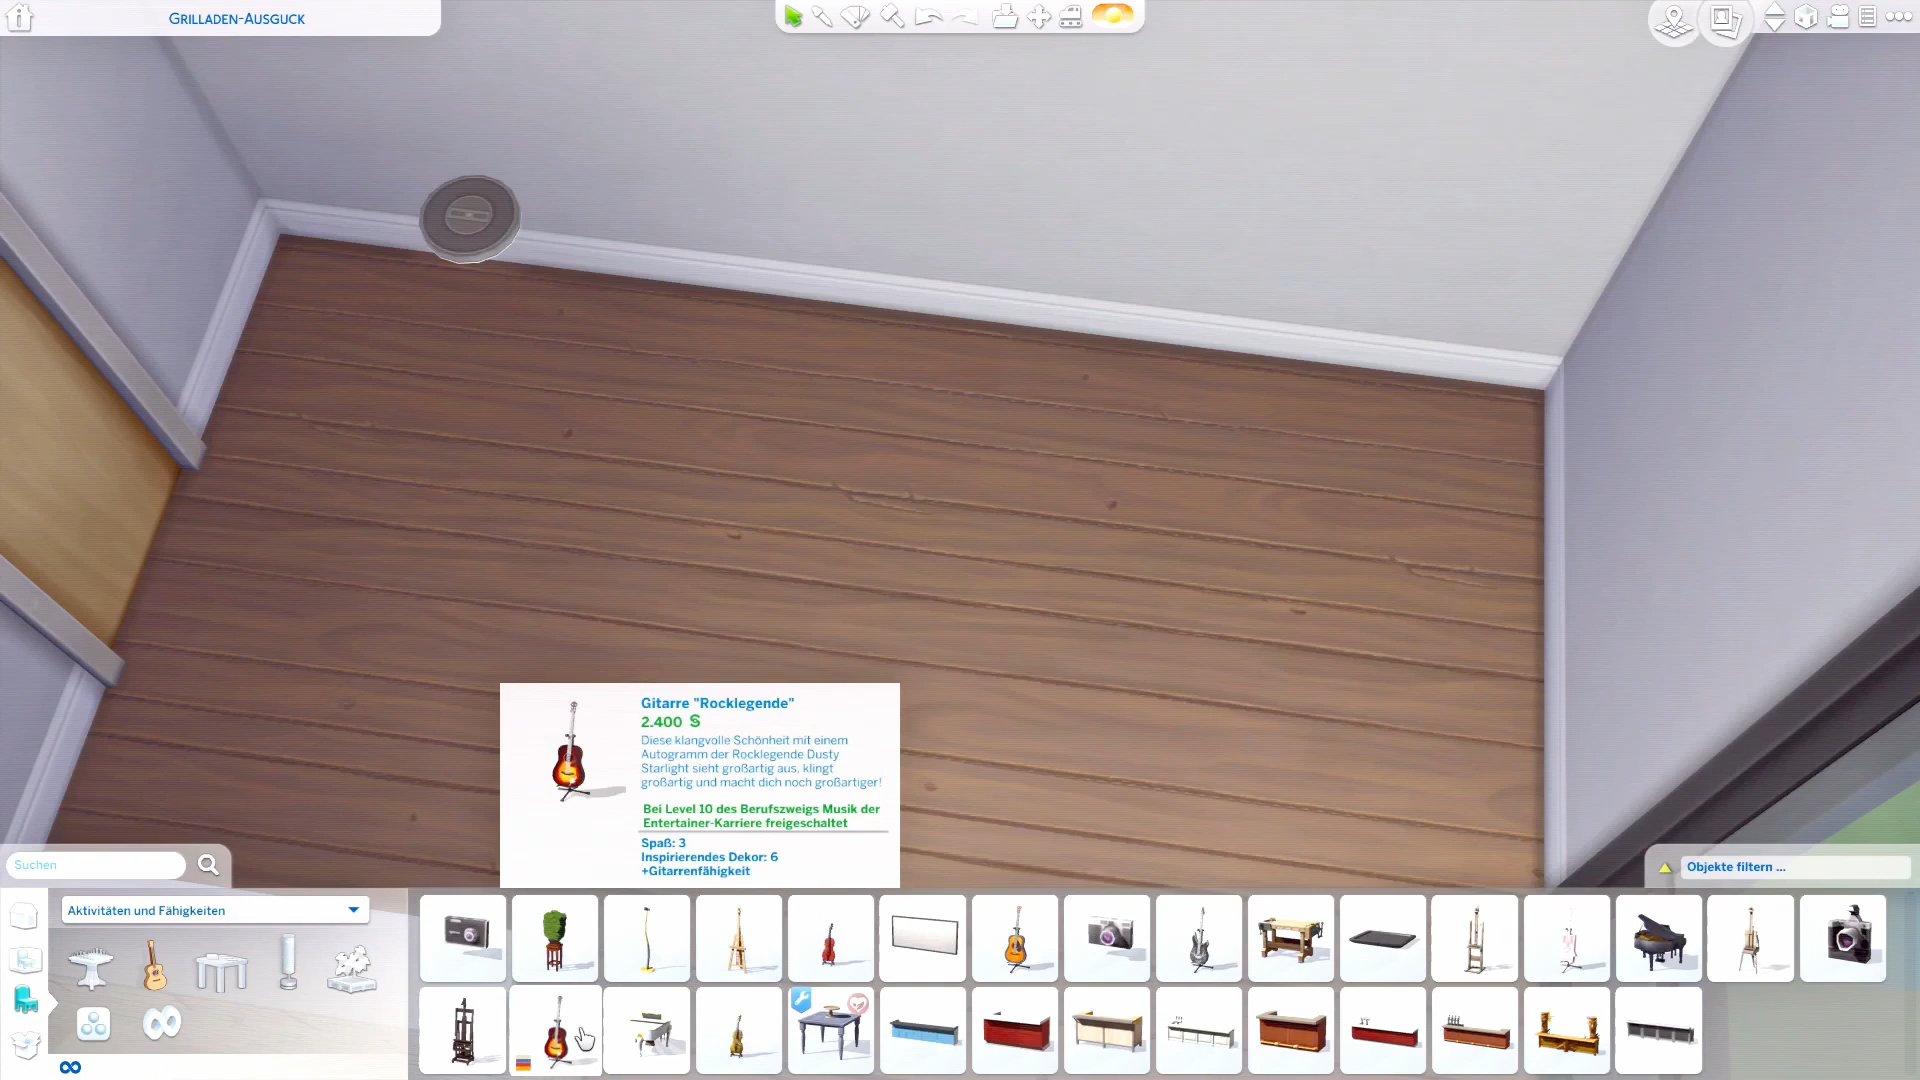 Grilladen-Ausguck
Gitarre "Rocklegende"
2.400 §
Diese klangvolle Schönheit mit einem
Autogramm der Rocklegende Dusty
Starlight sieht großartig aus, klingt
großartig und macht dich noch großartiger!
Bei Level 10 des Berufszweigs Musik der
Entertainer-Karriere freigeschaltet
Spaß: 3
Inspirierendes Dekor: 6
+Gitarrenfähigkeit
Suchen
Objekte filtern ...
Aktivitäten und Fähigkeiten